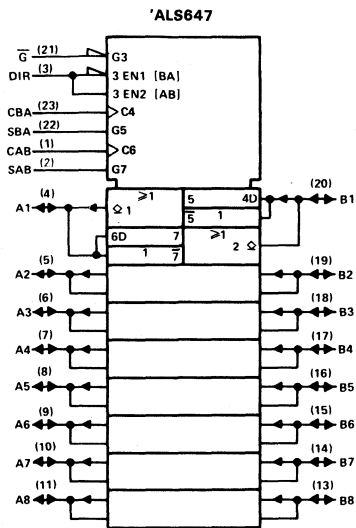 'ALS647
G̅ (21) G3
DIR (3) 3 EN1 [BA]
3 EN2 [AB]
CBA (23) C4
SBA (22) G5
CAB (1) C6
SAB (2) G7
A1 (4) ≥1 ⎐ 1 5 4D (20) B1
5̅ 1
6D 7 ≥1
1 7̅ 2 ⎐
A2 (5) (19) B2
A3 (6) (18) B3
A4 (7) (17) B4
A5 (8) (16) B5
A6 (9) (15) B6
A7 (10) (14) B7
A8 (11) (13) B8